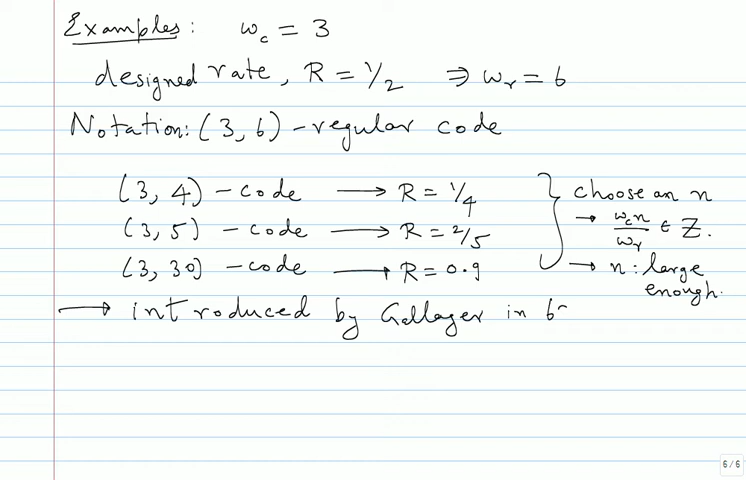 Examples: w_c = 3
designed rate, R = 1/2 ⇒ w_r = 6
Notation: (3, 6) - regular code
(3, 4) - code → R = 1/4
(3, 5) - code → R = 2/5
(3, 30) - code → R = 0.9
} choose an n
→ w_c n / w_r ∈ Z.
→ n : large
enough.
→ introduced by Gallager in 6
6 / 6